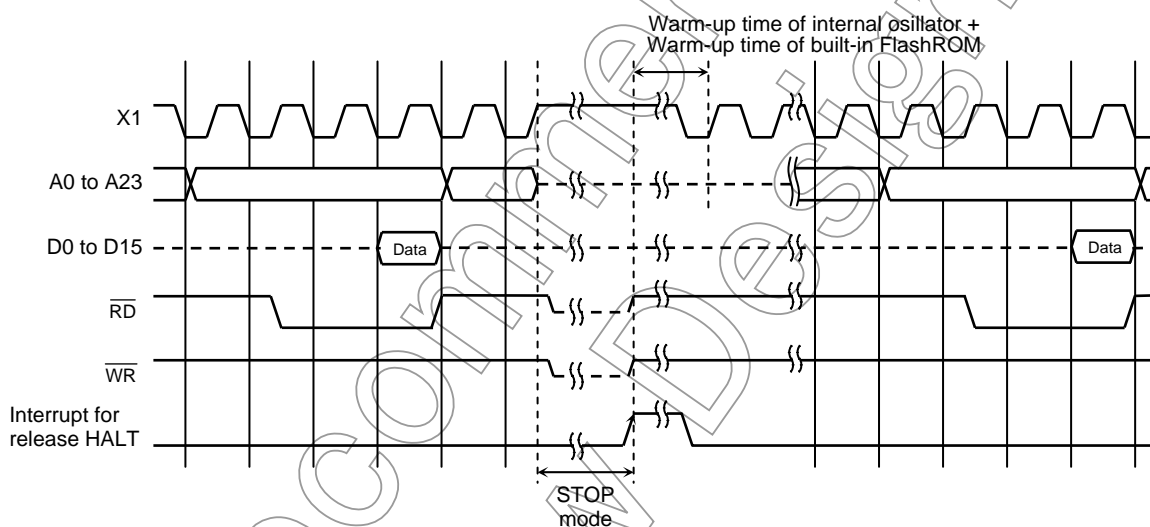 Warm-up time of internal osillator +
Warm-up time of built-in FlashROM
X1
A0 to A23
D0 to D15
Data
Data
RD
WR
Interrupt for
release HALT
STOP
mode